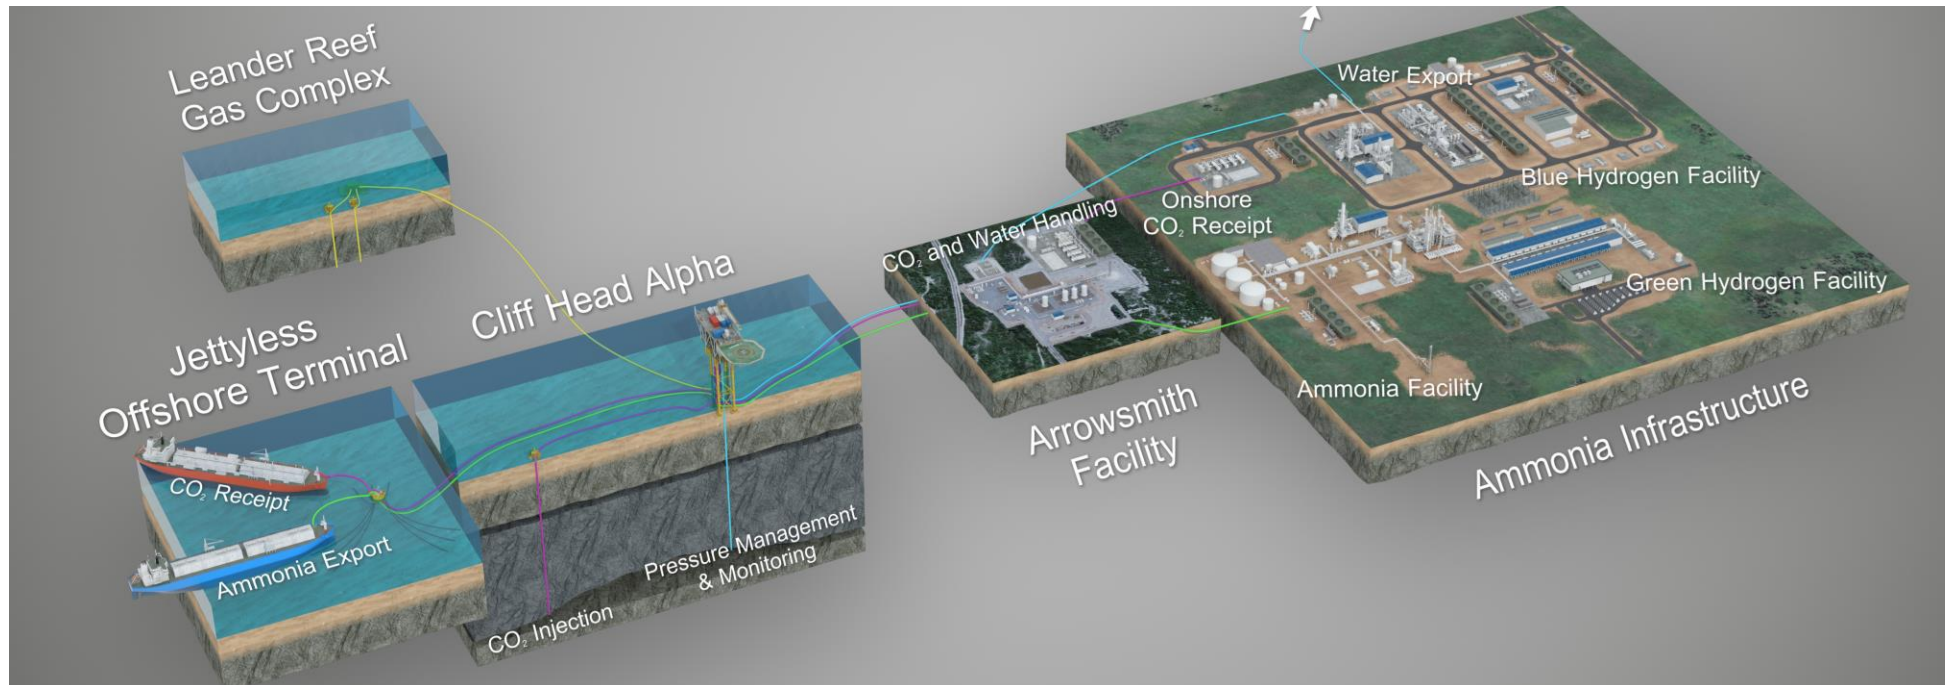 Leander Reef
Gas Complex
Jettyless
Offshore Terminal
CO₂ Receipt
Ammonia Export
Cliff Head Alpha
CO₂ Injection
Pressure Management
& Monitoring
CO₂ and Water Handling
Arrowsmith
Facility
Water Export
Onshore
CO₂ Receipt
Blue Hydrogen Facility
Green Hydrogen Facility
Ammonia Facility
Ammonia Infrastructure